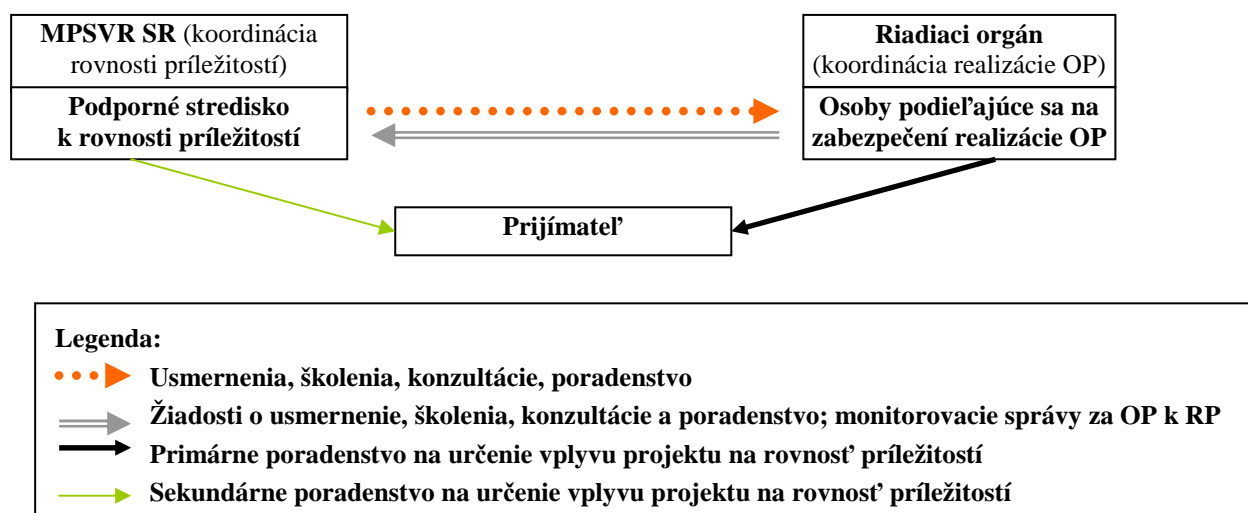 MPSVR SR (koordinácia
rovnosti príležitostí)
Podporné stredisko
k rovnosti príležitostí
Riadiaci orgán
(koordinácia realizácie OP)
Osoby podieľajúce sa na
zabezpečení realizácie OP
Prijímateľ
Legenda:
Usmernenia, školenia, konzultácie, poradenstvo
Žiadosti o usmernenie, školenia, konzultácie a poradenstvo; monitorovacie správy za OP k RP
Primárne poradenstvo na určenie vplyvu projektu na rovnosť príležitostí
Sekundárne poradenstvo na určenie vplyvu projektu na rovnosť príležitostí